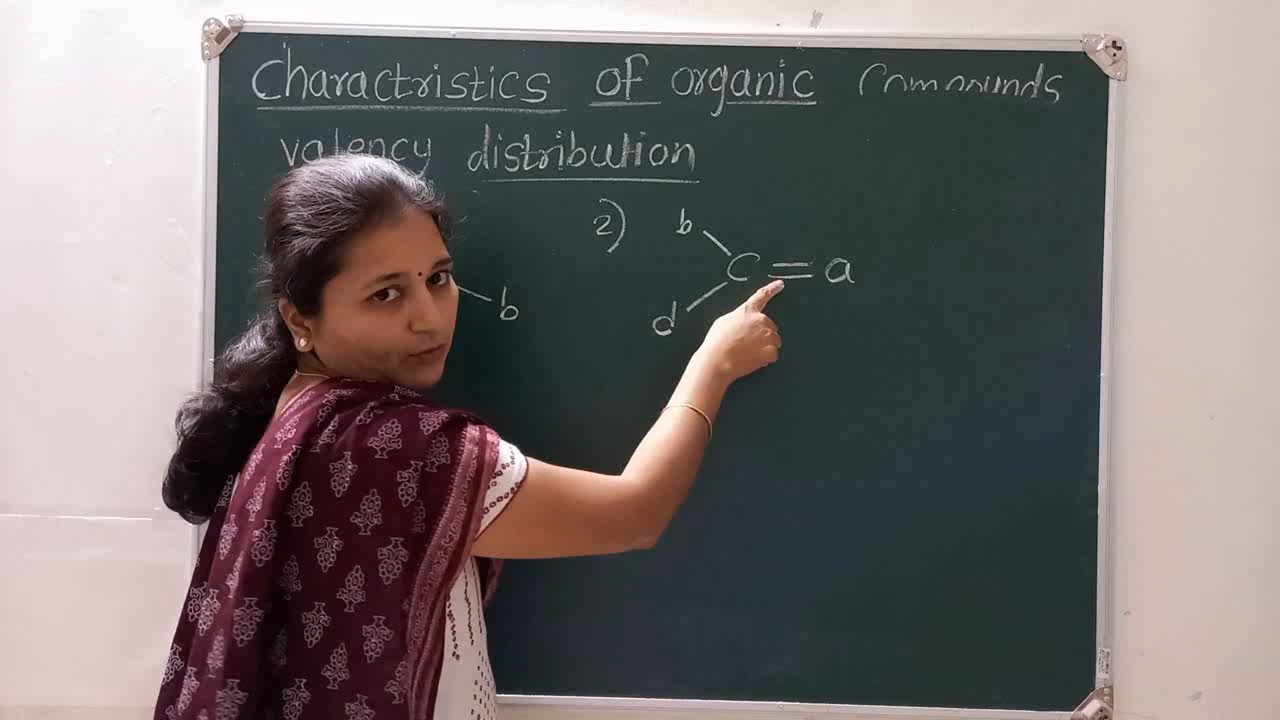 Charactristics of organic Compounds
valency distribution
2)
b
C = a
b
d